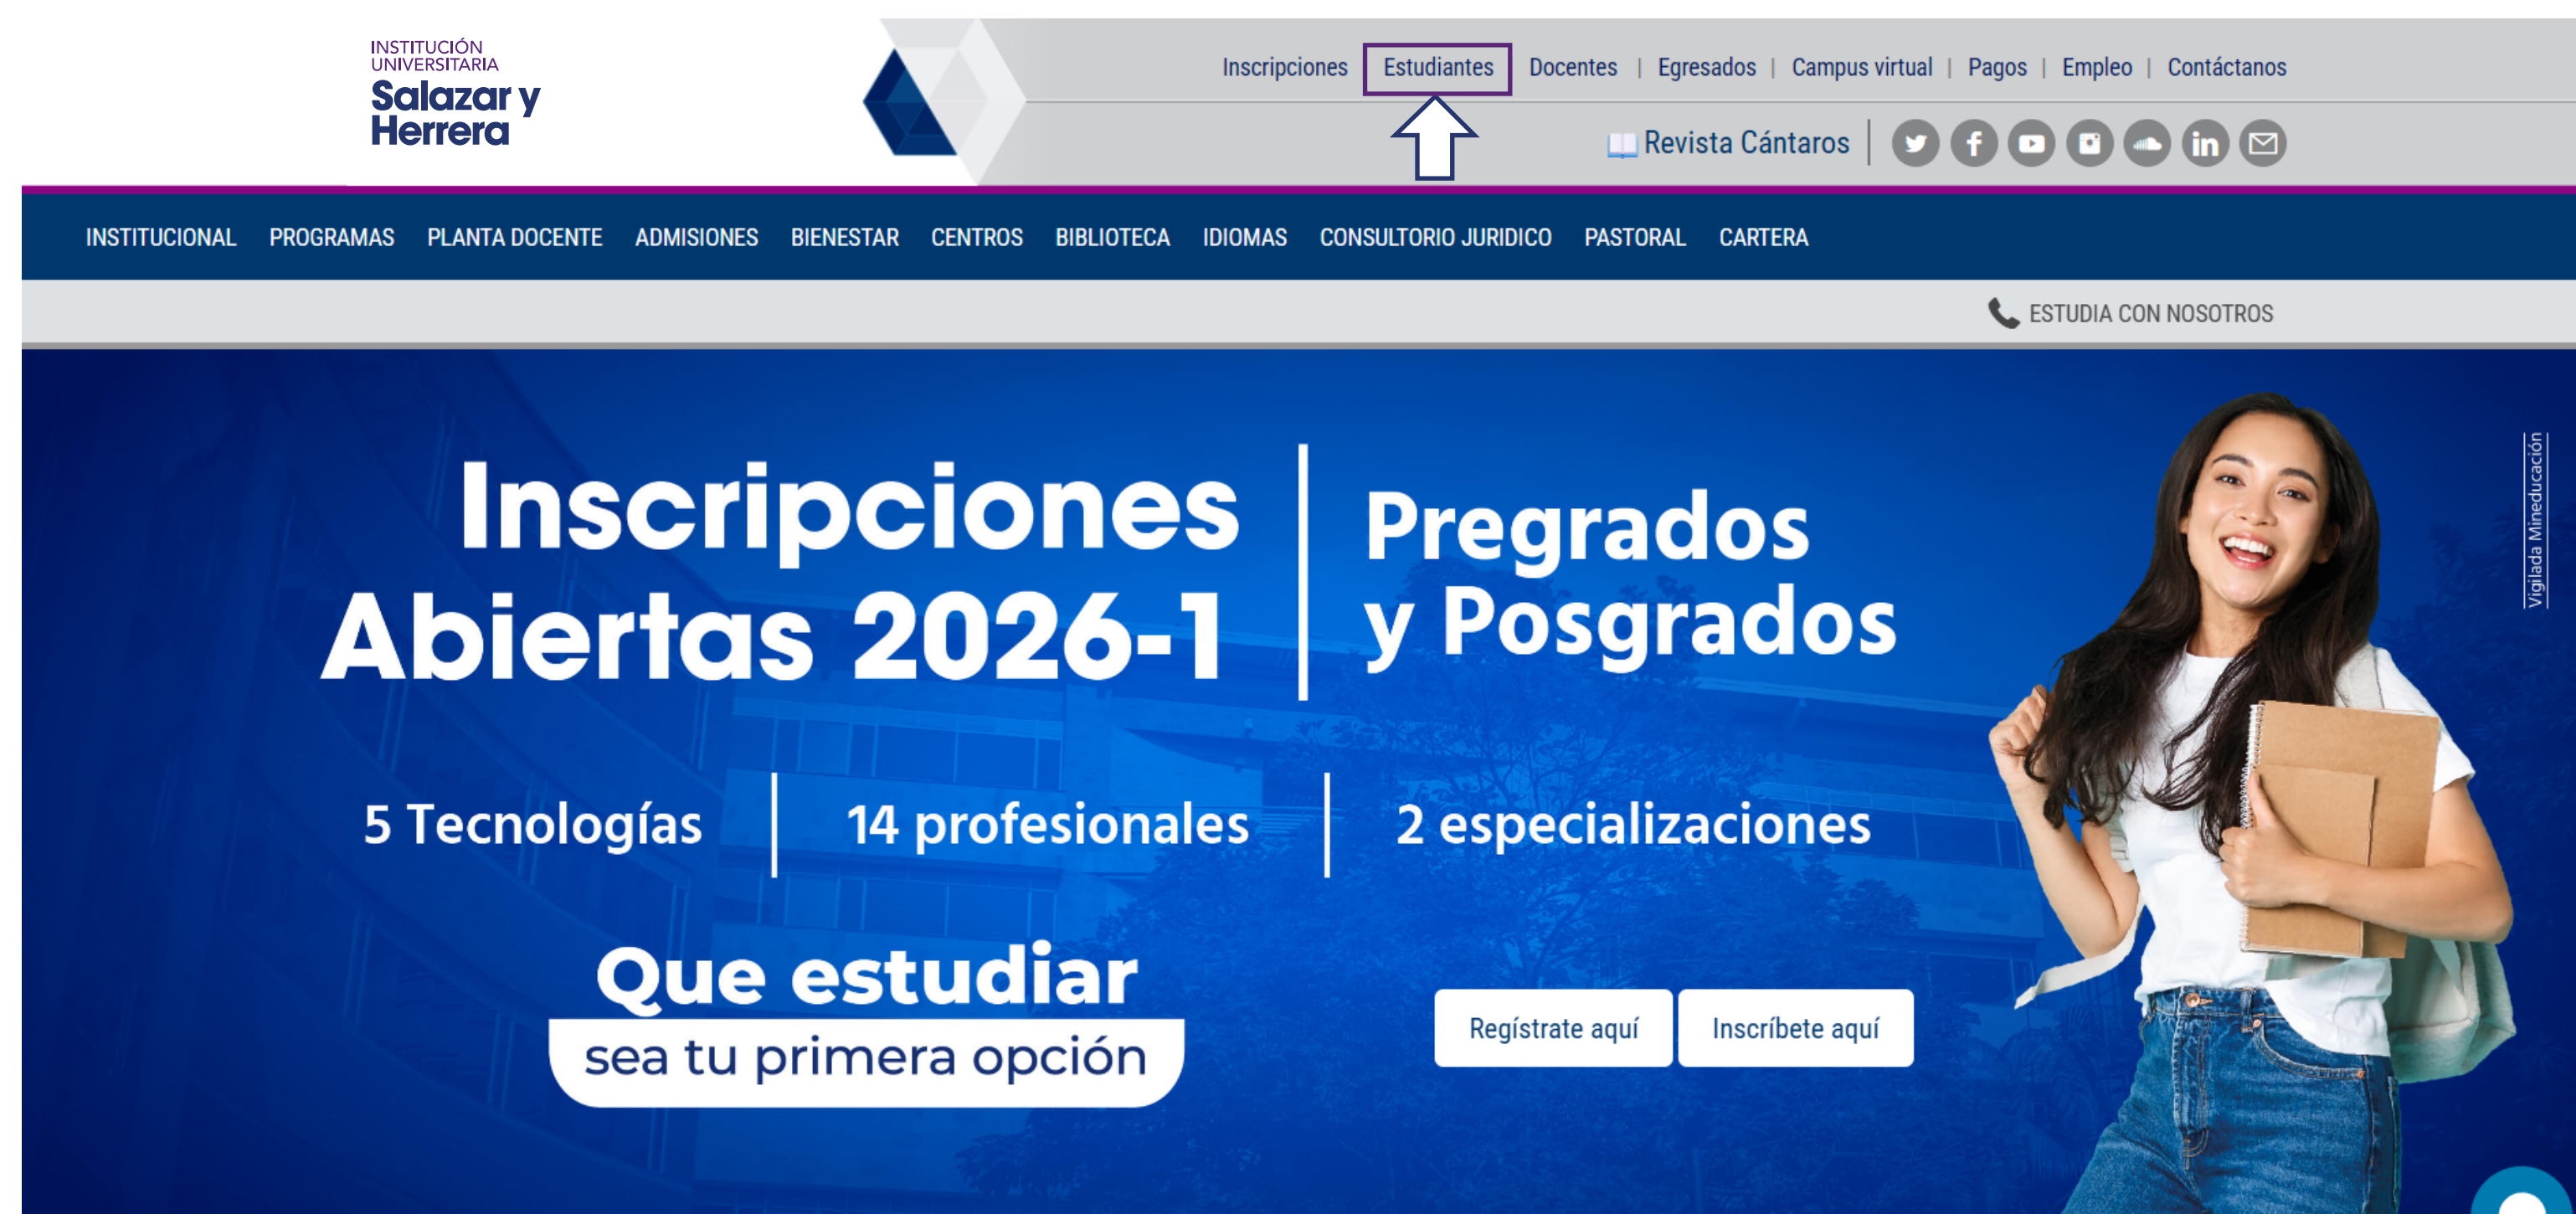 INSTITUCIÓN
UNIVERSITARIA
Salazar y
Herrera
Inscripciones Estudiantes Docentes | Egresados | Campus virtual | Pagos | Empleo | Contáctanos
Revista Cántaros
INSTITUCIONAL PROGRAMAS PLANTA DOCENTE ADMISIONES BIENESTAR CENTROS BIBLIOTECA IDIOMAS CONSULTORIO JURIDICO PASTORAL CARTERA
ESTUDIA CON NOSOTROS
Inscripciones
Abiertas 2026-1
Pregrados
y Posgrados
5 Tecnologías
14 profesionales
2 especializaciones
Que estudiar
sea tu primera opción
Regístrate aquí
Inscríbete aquí
Vigilada Mineducación